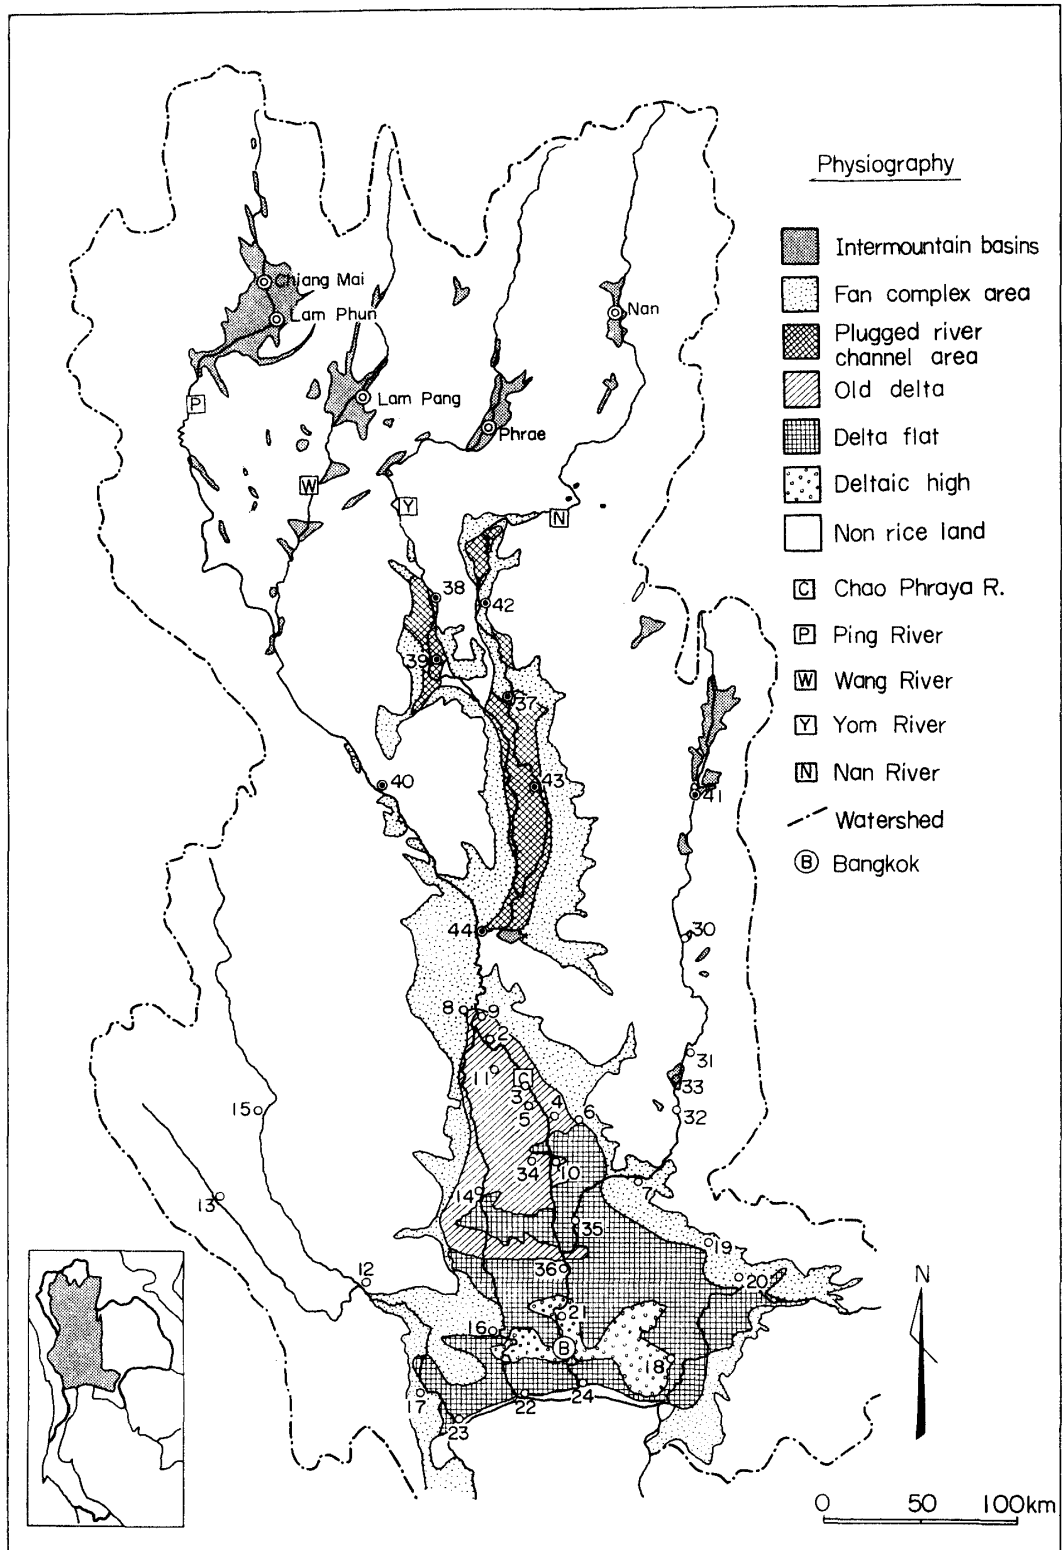 Physiography
Intermountain basins
Fan complex area
Plugged river
channel area
Old delta
Delta flat
Deltaic high
Non rice land
C Chao Phraya R.
P Ping River
W Wang River
Y Yom River
N Nan River
Watershed
B Bangkok
Chiang Mai
Lam Phun
Nan
P
Lam Pang
Phrae
W
Y
N
38
42
39
37
40
43
41
44
30
8
9
2
31
11
C
33
3
4
32
5
6
15
34
10
7
14
13
35
19
12
36
20
N
21
16
B
18
17
24
22
23
0 50 100km